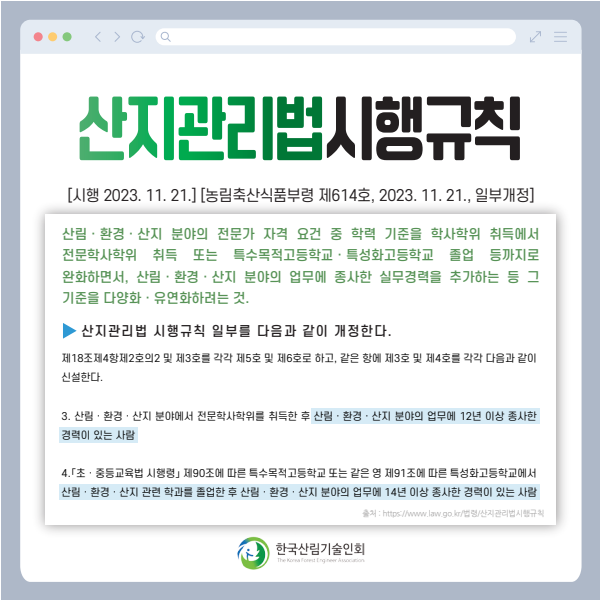 산지관리법시행규칙
[시행 2023. 11. 21.] [농림축산식품부령 제614호, 2023. 11. 21., 일부개정]
산림ㆍ환경ㆍ산지 분야의 전문가 자격 요건 중 학력 기준을 학사학위 취득에서
전문학사학위 취득 또는 특수목적고등학교ㆍ특성화고등학교 졸업 등까지로
완화하면서, 산림ㆍ환경ㆍ산지 분야의 업무에 종사한 실무경력을 추가하는 등 그
기준을 다양화ㆍ유연화하려는 것.
▶ 산지관리법 시행규칙 일부를 다음과 같이 개정한다.
제18조제4항제2호의2 및 제3호를 각각 제5호 및 제6호로 하고, 같은 항에 제3호 및 제4호를 각각 다음과 같이
신설한다.
3. 산림ㆍ환경ㆍ산지 분야에서 전문학사학위를 취득한 후 산림ㆍ환경ㆍ산지 분야의 업무에 12년 이상 종사한
경력이 있는 사람
4.「초ㆍ중등교육법 시행령」 제90조에 따른 특수목적고등학교 또는 같은 영 제91조에 따른 특성화고등학교에서
산림ㆍ환경ㆍ산지 관련 학과를 졸업한 후 산림ㆍ환경ㆍ산지 분야의 업무에 14년 이상 종사한 경력이 있는 사람
출처 : https://www.law.go.kr/법령/산지관리법시행규칙
한국산림기술인회
The Korea Forest Engineer Association